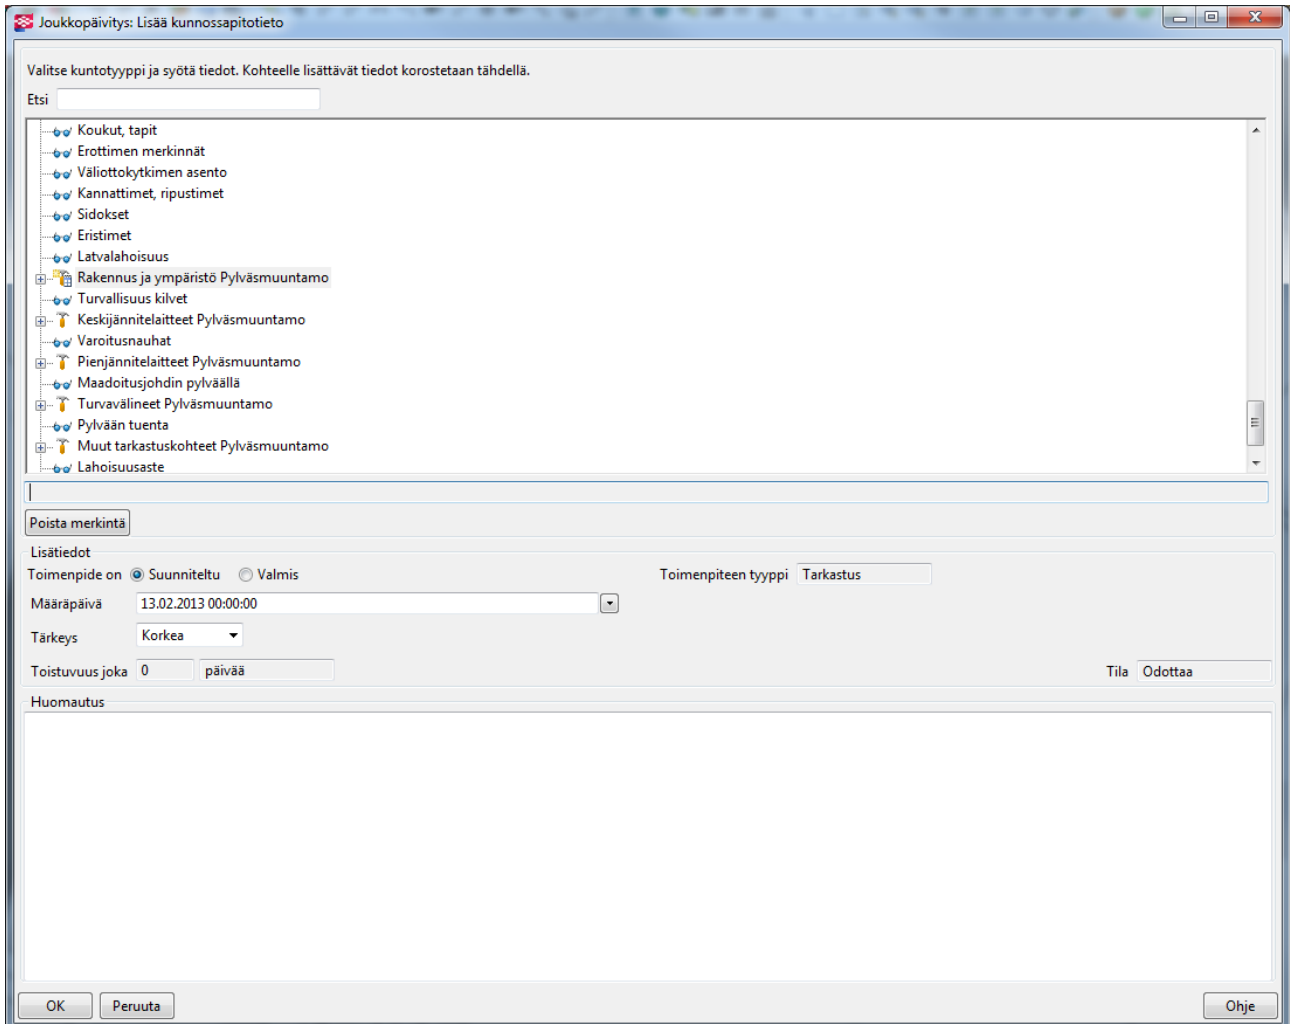 Joukkopäivitys: Lisää kunnossapitotieto
Valitse kuntotyyppi ja syötä tiedot. Kohteelle lisättävät tiedot korostetaan tähdellä.
Etsi
Koukut, tapit
Erottimen merkinnät
Väliottokytkimen asento
Kannattimet, ripustimet
Sidokset
Eristimet
Latvalahoisuus
Rakennus ja ympäristö Pylväsmuuntamo
Turvallisuus kilvet
Keskijännitelaitteet Pylväsmuuntamo
Varoitusnauhat
Pienjännitelaitteet Pylväsmuuntamo
Maadoitusjohdin pylväällä
Turvavälineet Pylväsmuuntamo
Pylvään tuenta
Muut tarkastuskohteet Pylväsmuuntamo
Lahoisuusaste
Poista merkintä
Lisätiedot
Toimenpide on Suunniteltu Valmis Toimenpiteen tyyppi Tarkastus
Määräpäivä 13.02.2013 00:00:00
Tärkeys Korkea
Toistuvuus joka 0 päivää Tila Odottaa
Huomautus
OK Peruuta Ohje